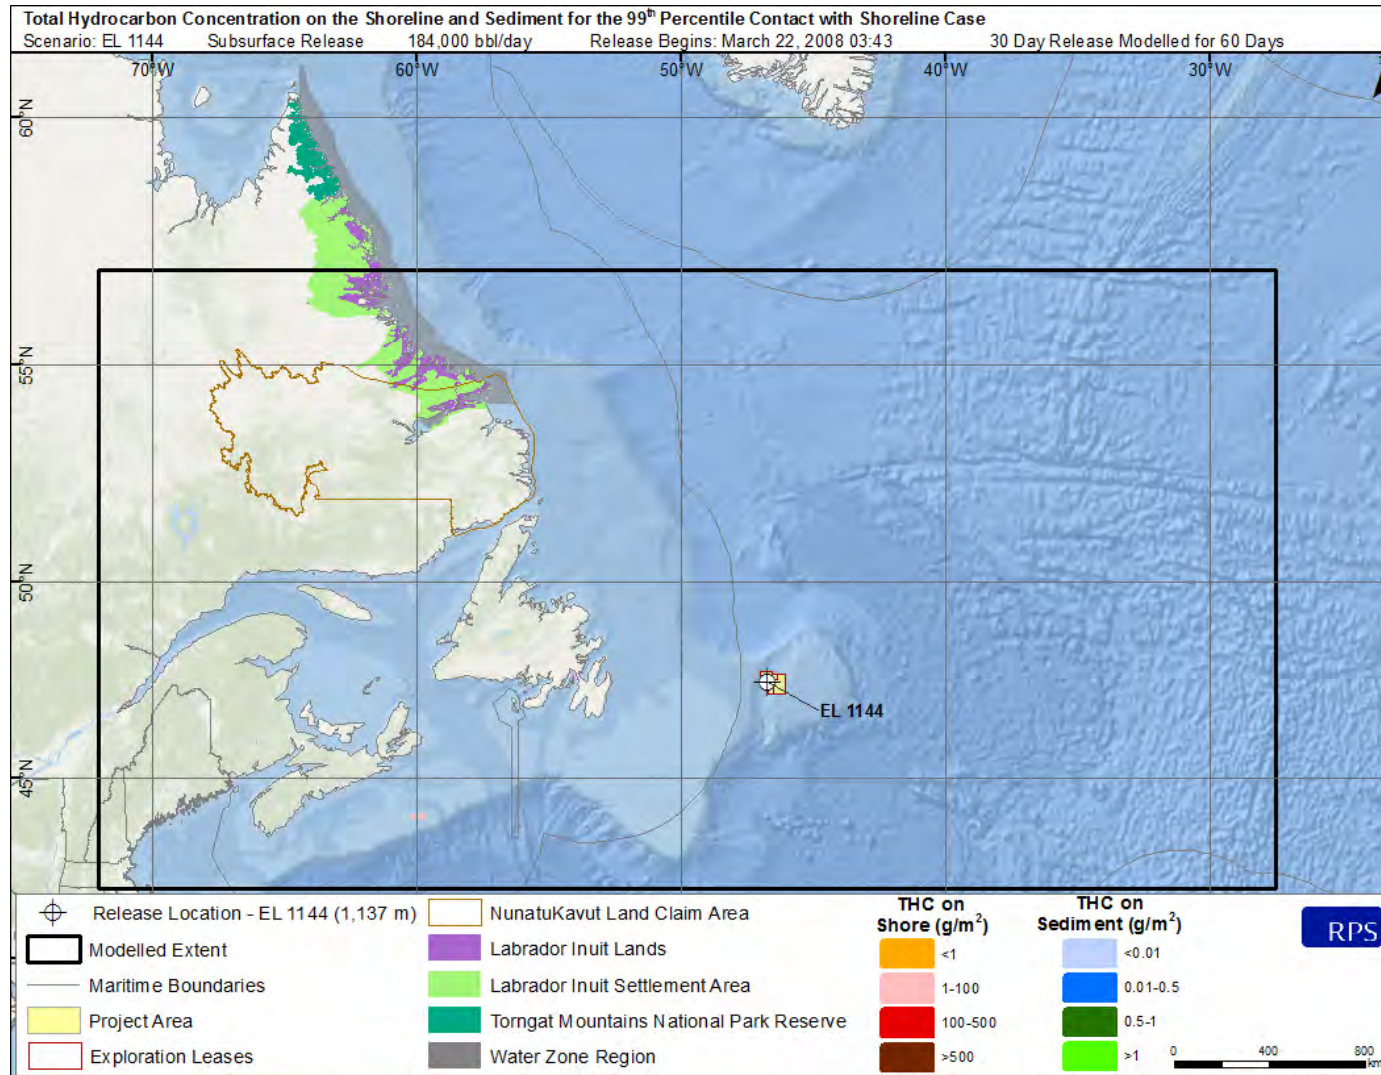 Total Hydrocarbon Concentration on the Shoreline and Sediment for the 99th Percentile Contact with Shoreline Case
Scenario: EL 1144 Subsurface Release 184,000 bbl/day Release Begins: March 22, 2008 03:43 30 Day Release Modelled for 60 Days
70°W 60°W 50°W 40°W 30°W
60°N
55°N
50°N
45°N
EL 1144
Release Location - EL 1144 (1,137 m)
Modelled Extent
Maritime Boundaries
Project Area
Exploration Leases
NunatuKavut Land Claim Area
Labrador Inuit Lands
Labrador Inuit Settlement Area
Torngat Mountains National Park Reserve
Water Zone Region
THC on
Shore (g/m²)
<1
1-100
100-500
>500
THC on
Sediment (g/m²)
<0.01
0.01-0.5
0.5-1
>1
RPS
0 400 800
km